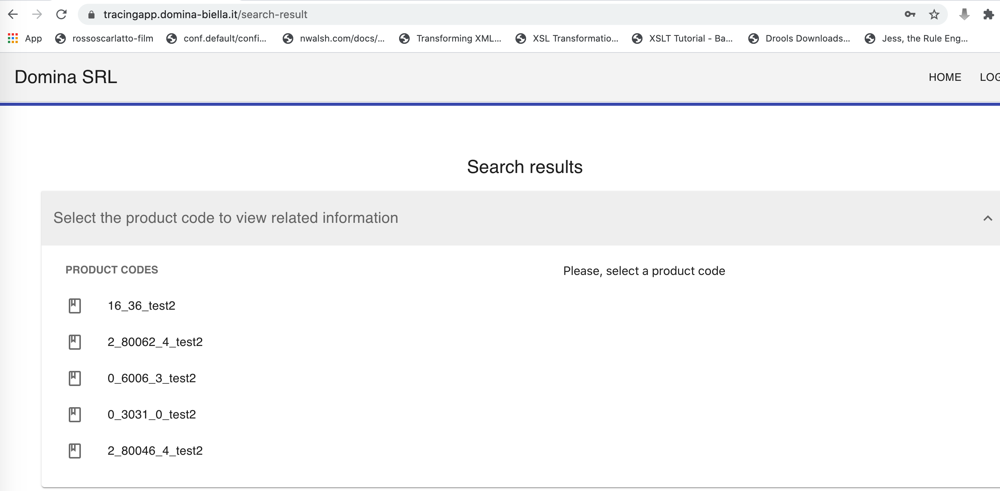 tracingapp.domina-biella.it/search-result
App rossoscarlatto-film conf.default/confi... nwalsh.com/docs/... Transforming XML... XSL Transformatio... XSLT Tutorial - Ba... Drools Downloads... Jess, the Rule Eng...
Domina SRL HOME LOG
Search results
Select the product code to view related information
PRODUCT CODES
Please, select a product code
16_36_test2
2_80062_4_test2
0_6006_3_test2
0_3031_0_test2
2_80046_4_test2